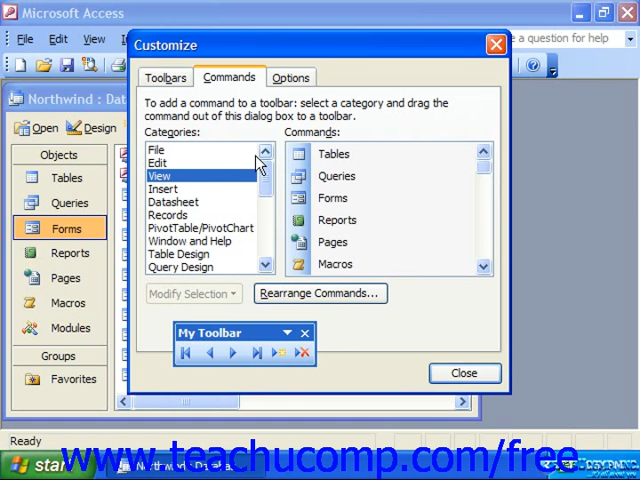 Microsoft Access
File Edit View
e a question for help
Northwind : Da
Open Design
Objects
Tables
Queries
Forms
Reports
Pages
Macros
Modules
Groups
Favorites
Customize
Toolbars Commands Options
To add a command to a toolbar: select a category and drag the
command out of this dialog box to a toolbar.
Categories: Commands:
File
Edit
View
Insert
Datasheet
Records
PivotTable/PivotChart
Window and Help
Table Design
Query Design
Tables
Queries
Forms
Reports
Pages
Macros
Modify Selection Rearrange Commands...
My Toolbar
Close
Ready
start
www.teachucomp.com/free